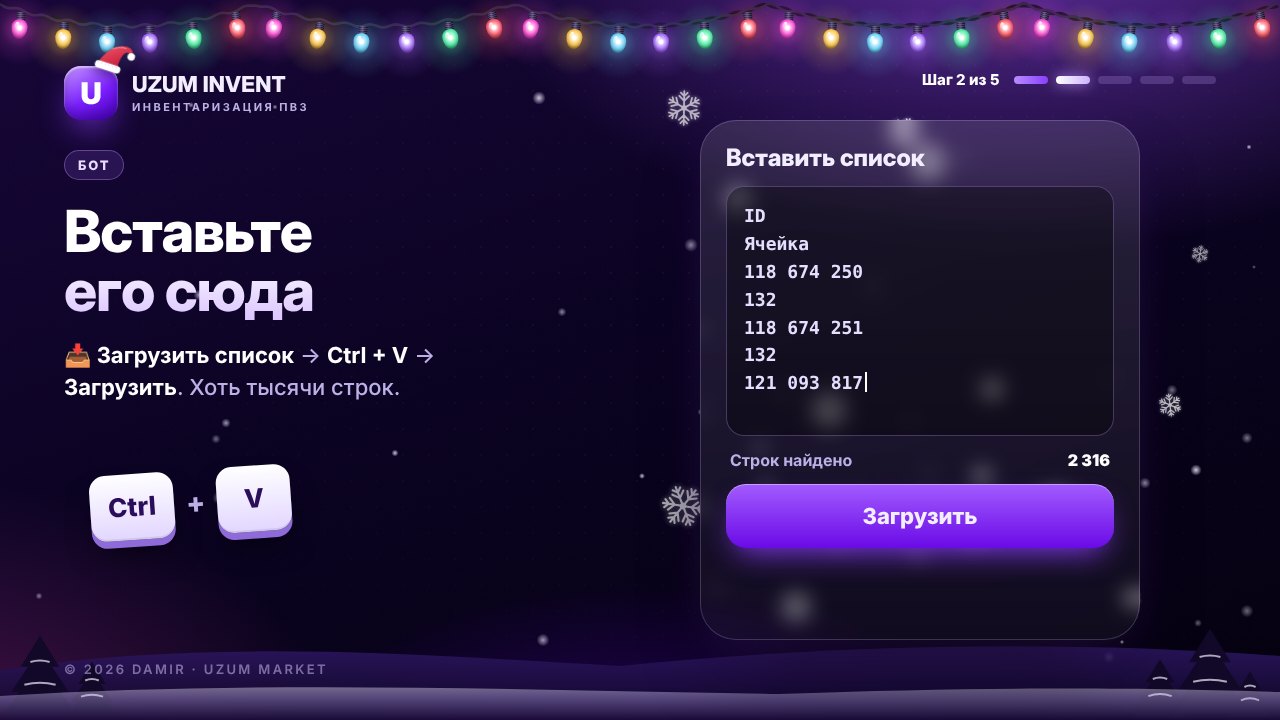 UZUM INVENT
ИНВЕНТАРИЗАЦИЯ·ПВЗ
U
Шаг 2 из 5
БОТ
Вставьте
его сюда
📥 Загрузить список → Ctrl + V →
Загрузить. Хоть тысячи строк.
Ctrl + V
Вставить список
ID
Ячейка
118 674 250
132
118 674 251
132
121 093 817
Строк найдено 2 316
Загрузить
© 2026 DAMIR · UZUM MARKET